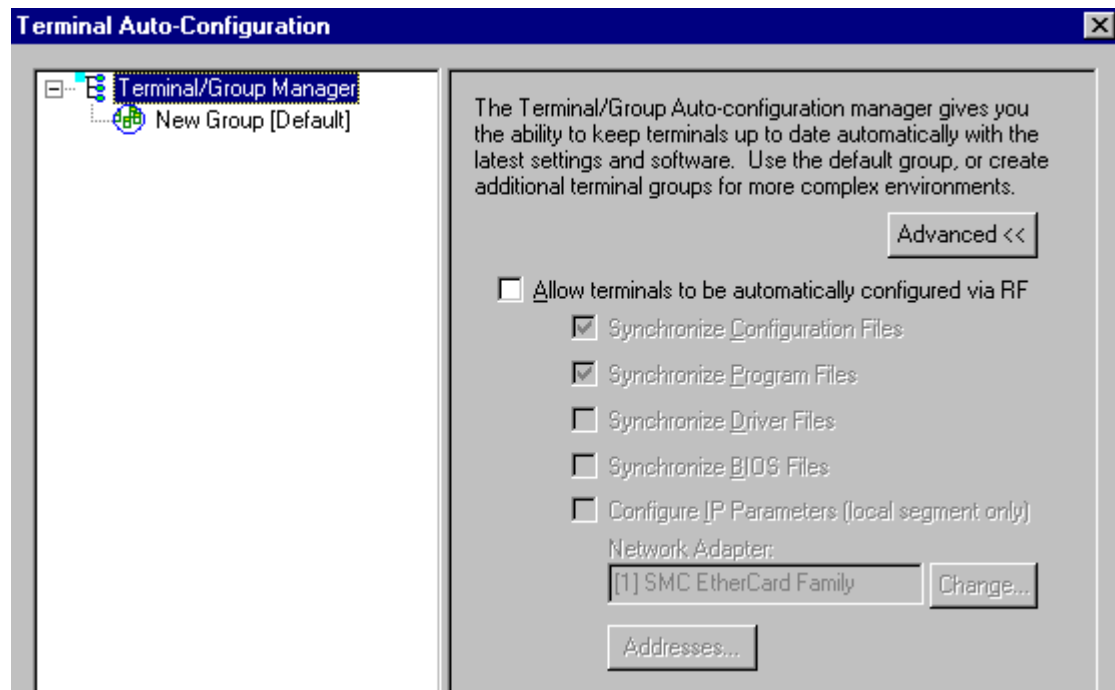 Terminal Auto-Configuration
Terminal/Group Manager
New Group [Default]
The Terminal/Group Auto-configuration manager gives you
the ability to keep terminals up to date automatically with the
latest settings and software. Use the default group, or create
additional terminal groups for more complex environments.
Advanced <<
Allow terminals to be automatically configured via RF
Synchronize Configuration Files
Synchronize Program Files
Synchronize Driver Files
Synchronize BIOS Files
Configure IP Parameters (local segment only)
Network Adapter:
[1] SMC EtherCard Family
Change...
Addresses...